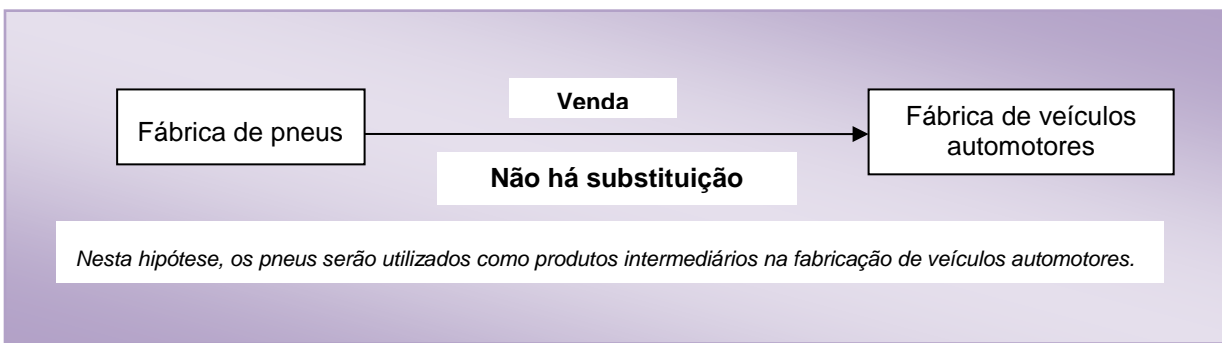 Venda
Fábrica de pneus
Fábrica de veículos
automotores
Não há substituição
Nesta hipótese, os pneus serão utilizados como produtos intermediários na fabricação de veículos automotores.